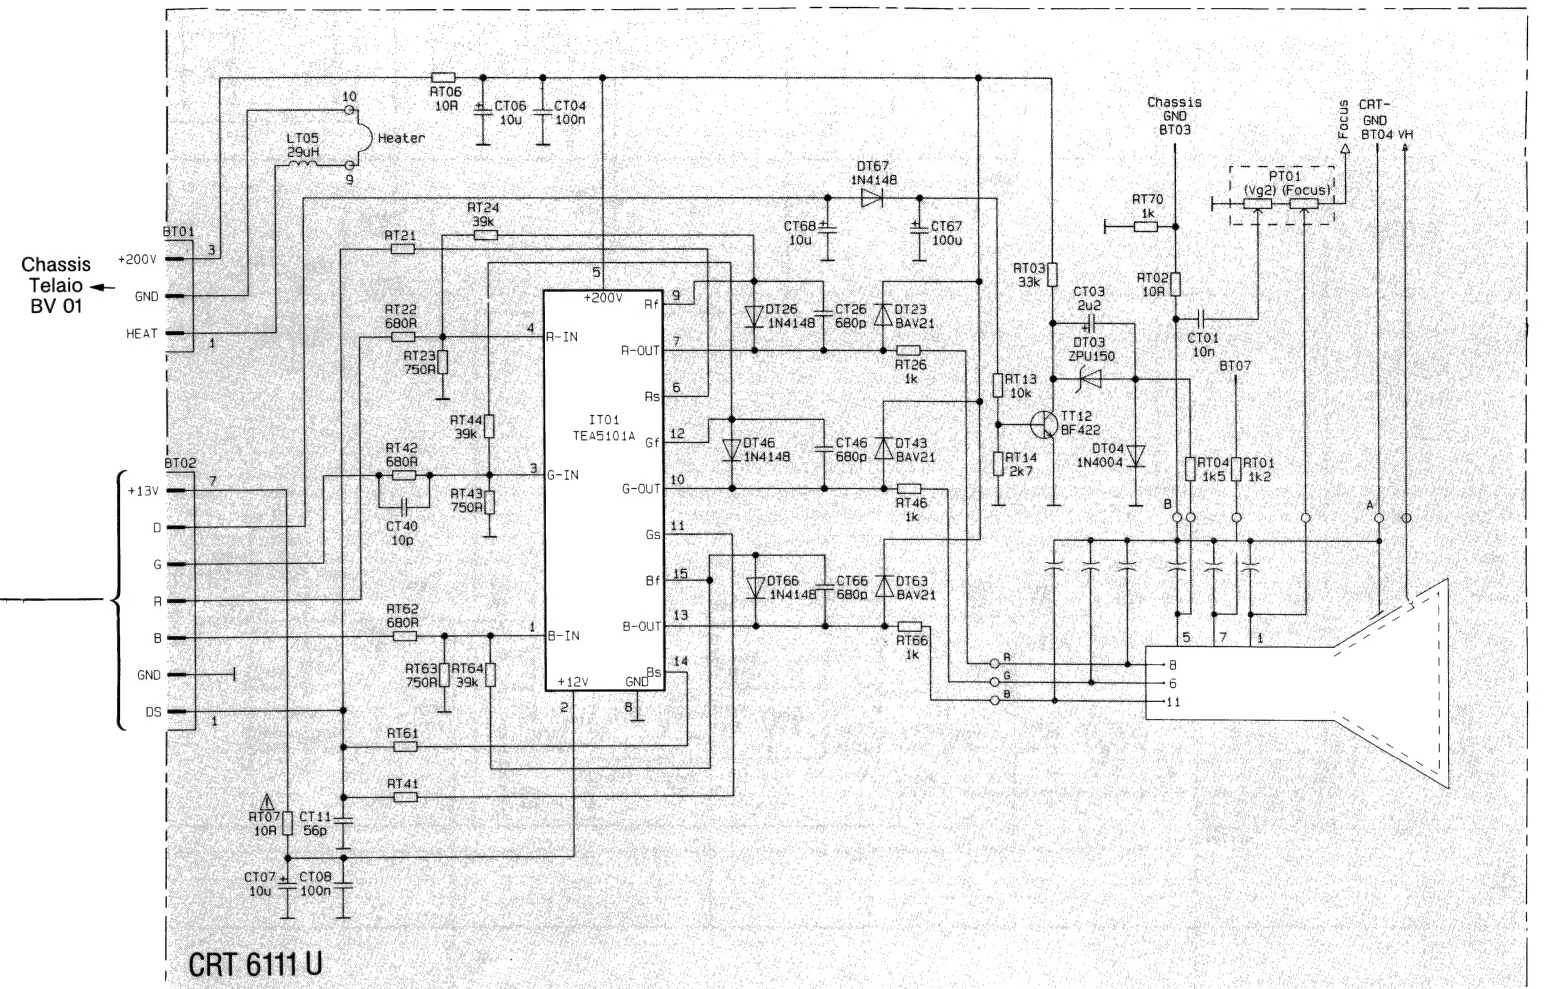 RT06
10R
CT06
10u
CT04
100n
10
Heater
LT05
29uH
9
Chassis
GND
BT03
Focus
CRT-
GND
BT04
VH
PT01
(Vg2) (Focus)
RT70
1k
DT67
1N4148
CT68
10u
CT67
100u
RT24
39k
RT21
BT01
+200V
3
GND
HEAT
1
Chassis
Telaio
BV 01
RT22
680R
RT23
750R
5
+200V
4
R-IN
Rf
9
R-OUT
7
Rs
6
DT26
1N4148
CT26
680p
DT23
BAV21
RT26
1k
RT03
33k
CT03
2u2
DT03
ZPU150
RT02
10R
CT01
10n
BT07
RT13
10k
TT12
BF422
RT14
2k7
DT04
1N4004
RT04
1k5
RT01
1k2
IT01
TEA5101A
RT44
39k
RT42
680R
RT43
750R
CT40
10p
3
G-IN
Gf
12
G-OUT
10
Gs
11
DT46
1N4148
CT46
680p
DT43
BAV21
RT46
1k
B
A
BT02
+13V
7
D
G
R
B
GND
DS
1
RT62
680R
RT63
750R
RT64
39k
1
B-IN
Bf
15
B-OUT
13
Bs
14
DT66
1N4148
CT66
680p
DT63
BAV21
RT66
1k
+12V
2
GND
8
R
G
B
5
7
1
8
6
11
RT61
RT41
RT07
10R
CT11
56p
CT07
10u
CT08
100n
CRT 6111 U